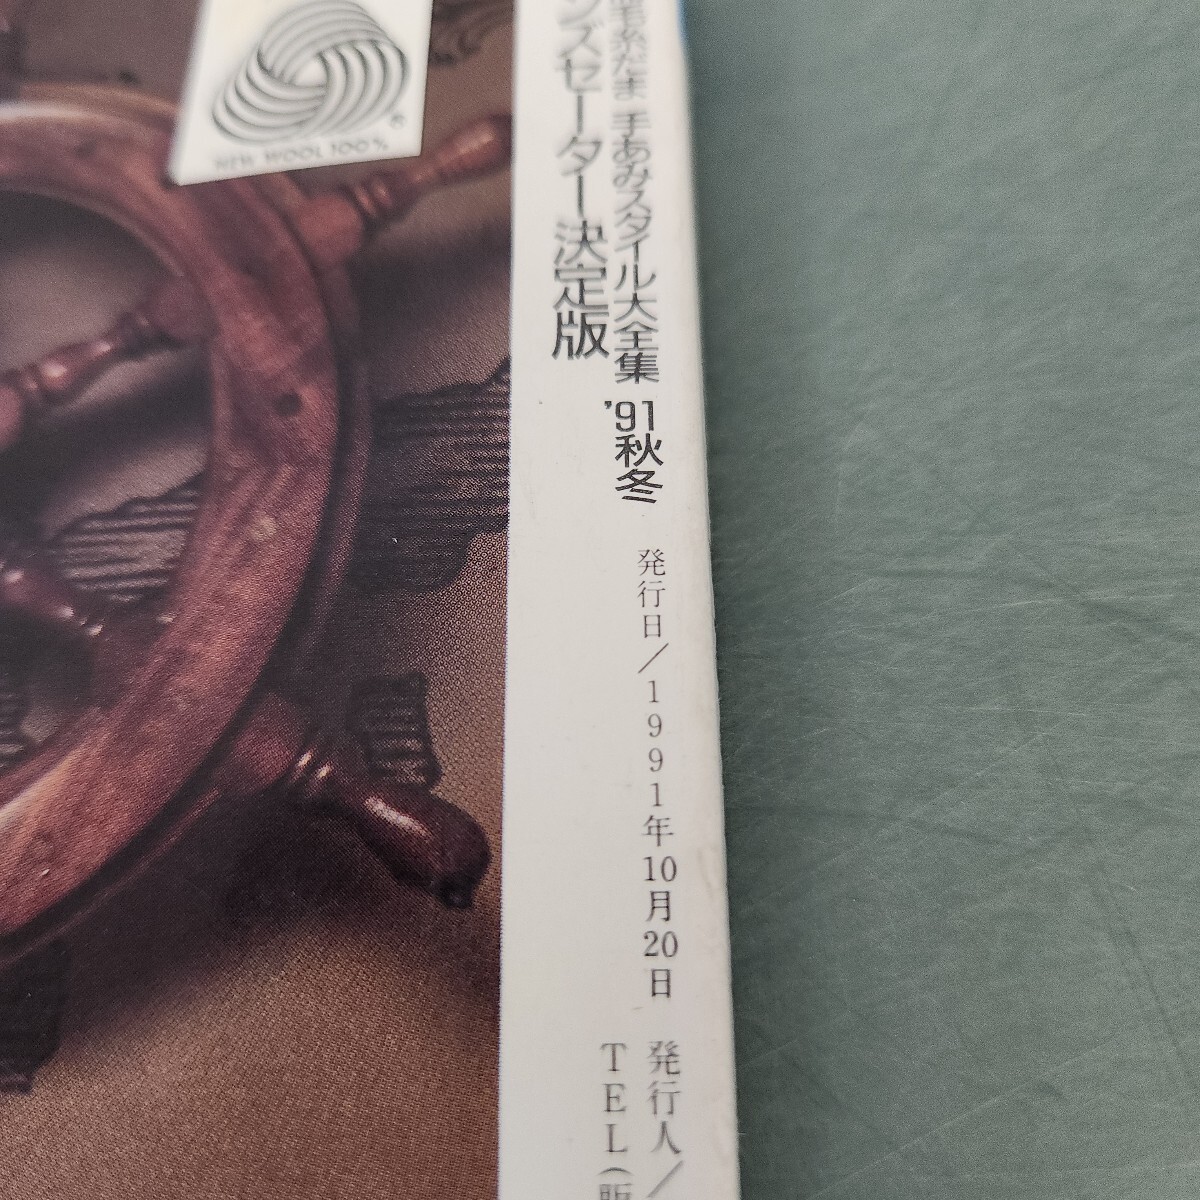 毛糸だま 手あみスタイル大全集 '91秋冬
ンズセーター決定版
発行日/1991年10月20日 発行人/
TEL(販
NEW WOOL 100%
®